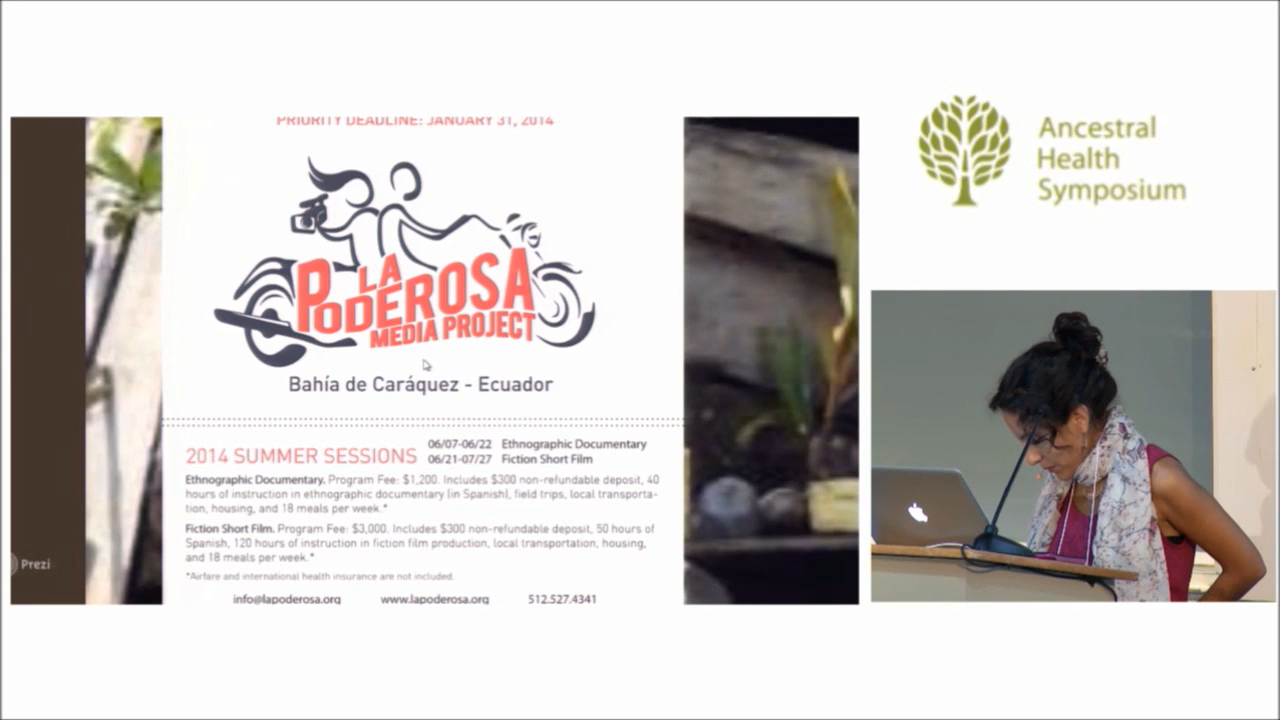 PRIORITY DEADLINE: JANUARY 31, 2014
LA
PODEROSA
MEDIA PROJECT
Bahía de Caráquez - Ecuador
2014 SUMMER SESSIONS
06/07-06/22 Ethnographic Documentary
06/21-07/27 Fiction Short Film
Ethnographic Documentary. Program Fee: $1,200. Includes $300 non-refundable deposit, 40
hours of instruction in ethnographic documentary (in Spanish), field trips, local transporta-
tion, housing, and 18 meals per week.*
Fiction Short Film. Program Fee: $3,000. Includes $300 non-refundable deposit, 50 hours of
Spanish, 120 hours of instruction in fiction film production, local transportation, housing,
and 18 meals per week.*
*Airfare and international health insurance are not included.
info@lapoderosa.org www.lapoderosa.org 512.527.4341
Prezi
Ancestral
Health
Symposium